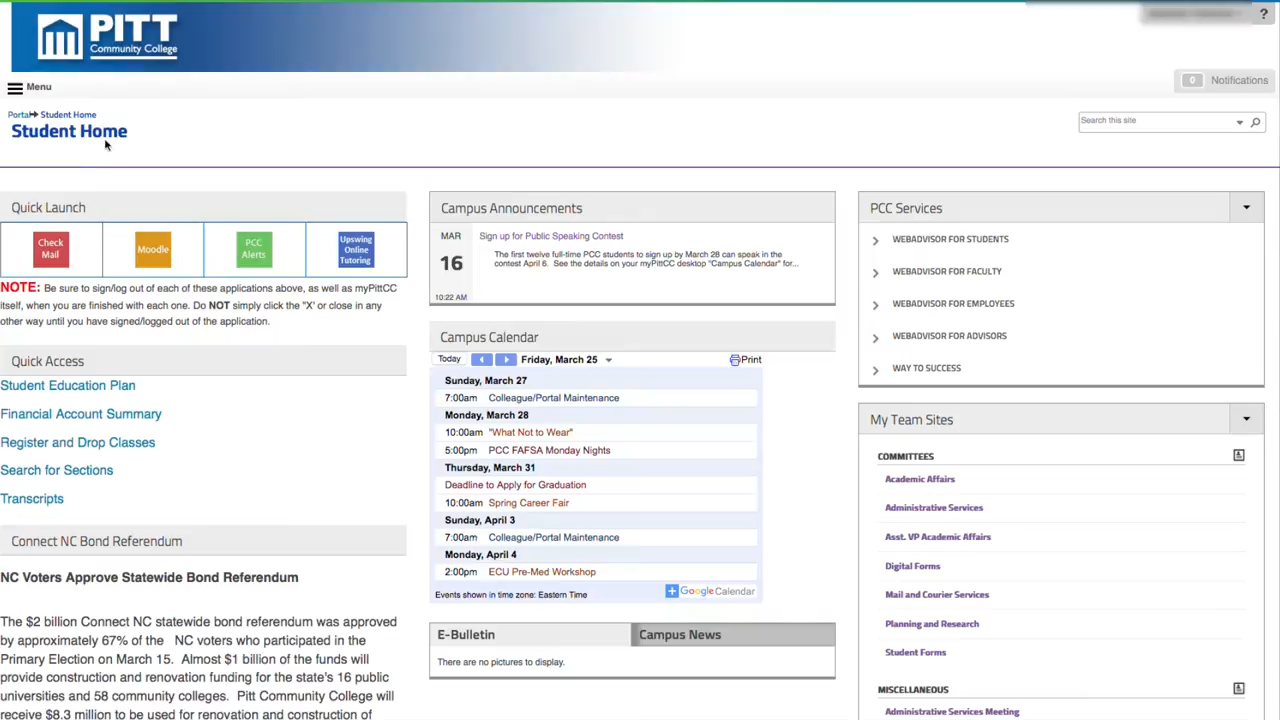 PITT
Community College
?
Menu
0 Notifications
Portal Student Home
Student Home
Search this site
Quick Launch
Check
Mail
Moodle
PCC
Alerts
Upswing
Online
Tutoring
NOTE: Be sure to sign/log out of each of these applications above, as well as myPittCC
itself, when you are finished with each one. Do NOT simply click the "X' or close in any
other way until you have signed/logged out of the application.
Quick Access
Student Education Plan
Financial Account Summary
Register and Drop Classes
Search for Sections
Transcripts
Connect NC Bond Referendum
NC Voters Approve Statewide Bond Referendum
The $2 billion Connect NC statewide bond referendum was approved
by approximately 67% of the NC voters who participated in the
Primary Election on March 15. Almost $1 billion of the funds will
provide construction and renovation funding for the state's 16 public
universities and 58 community colleges. Pitt Community College will
receive $8.3 million to be used for renovation and construction of
Campus Announcements
MAR
16
10:22 AM
Sign up for Public Speaking Contest
The first twelve full-time PCC students to sign up by March 28 can speak in the
contest April 6. See the details on your myPittCC desktop "Campus Calendar' for...
Campus Calendar
Today Friday, March 25 Print
Sunday, March 27
7:00am Colleague/Portal Maintenance
Monday, March 28
10:00am "What Not to Wear"
5:00pm PCC FAFSA Monday Nights
Thursday, March 31
Deadline to Apply for Graduation
10:00am Spring Career Fair
Sunday, April 3
7:00am Colleague/Portal Maintenance
Monday, April 4
2:00pm ECU Pre-Med Workshop
Events shown in time zone: Eastern Time
+ Google Calendar
E-Bulletin Campus News
There are no pictures to display.
PCC Services
WEBADVISOR FOR STUDENTS
WEBADVISOR FOR FACULTY
WEBADVISOR FOR EMPLOYEES
WEBADVISOR FOR ADVISORS
WAY TO SUCCESS
My Team Sites
COMMITTEES
Academic Affairs
Administrative Services
Asst. VP Academic Affairs
Digital Forms
Mail and Courier Services
Planning and Research
Student Forms
MISCELLANEOUS
Administrative Services Meeting